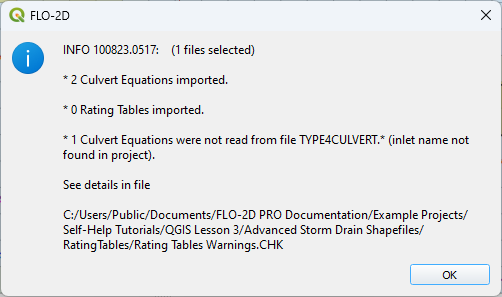 FLO-2D
INFO 100823.0517: (1 files selected)
* 2 Culvert Equations imported.
* 0 Rating Tables imported.
* 1 Culvert Equations were not read from file TYPE4CULVERT.* (inlet name not
found in project).
See details in file
C:/Users/Public/Documents/FLO-2D PRO Documentation/Example Projects/
Self-Help Tutorials/QGIS Lesson 3/Advanced Storm Drain Shapefiles/
RatingTables/Rating Tables Warnings.CHK
OK